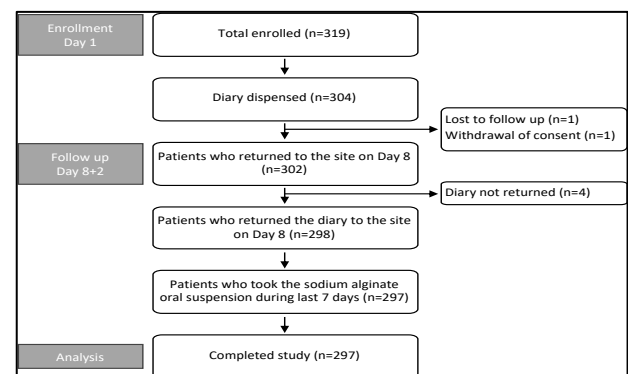 Enrollment
Day 1
Total enrolled (n=319)
Diary dispensed (n=304)
Lost to follow up (n=1)
Withdrawal of consent (n=1)
Follow up
Day 8+2
Patients who returned to the site on Day 8
(n=302)
Diary not returned (n=4)
Patients who returned the diary to the site
on Day 8 (n=298)
Patients who took the sodium alginate
oral suspension during last 7 days (n=297)
Analysis
Completed study (n=297)